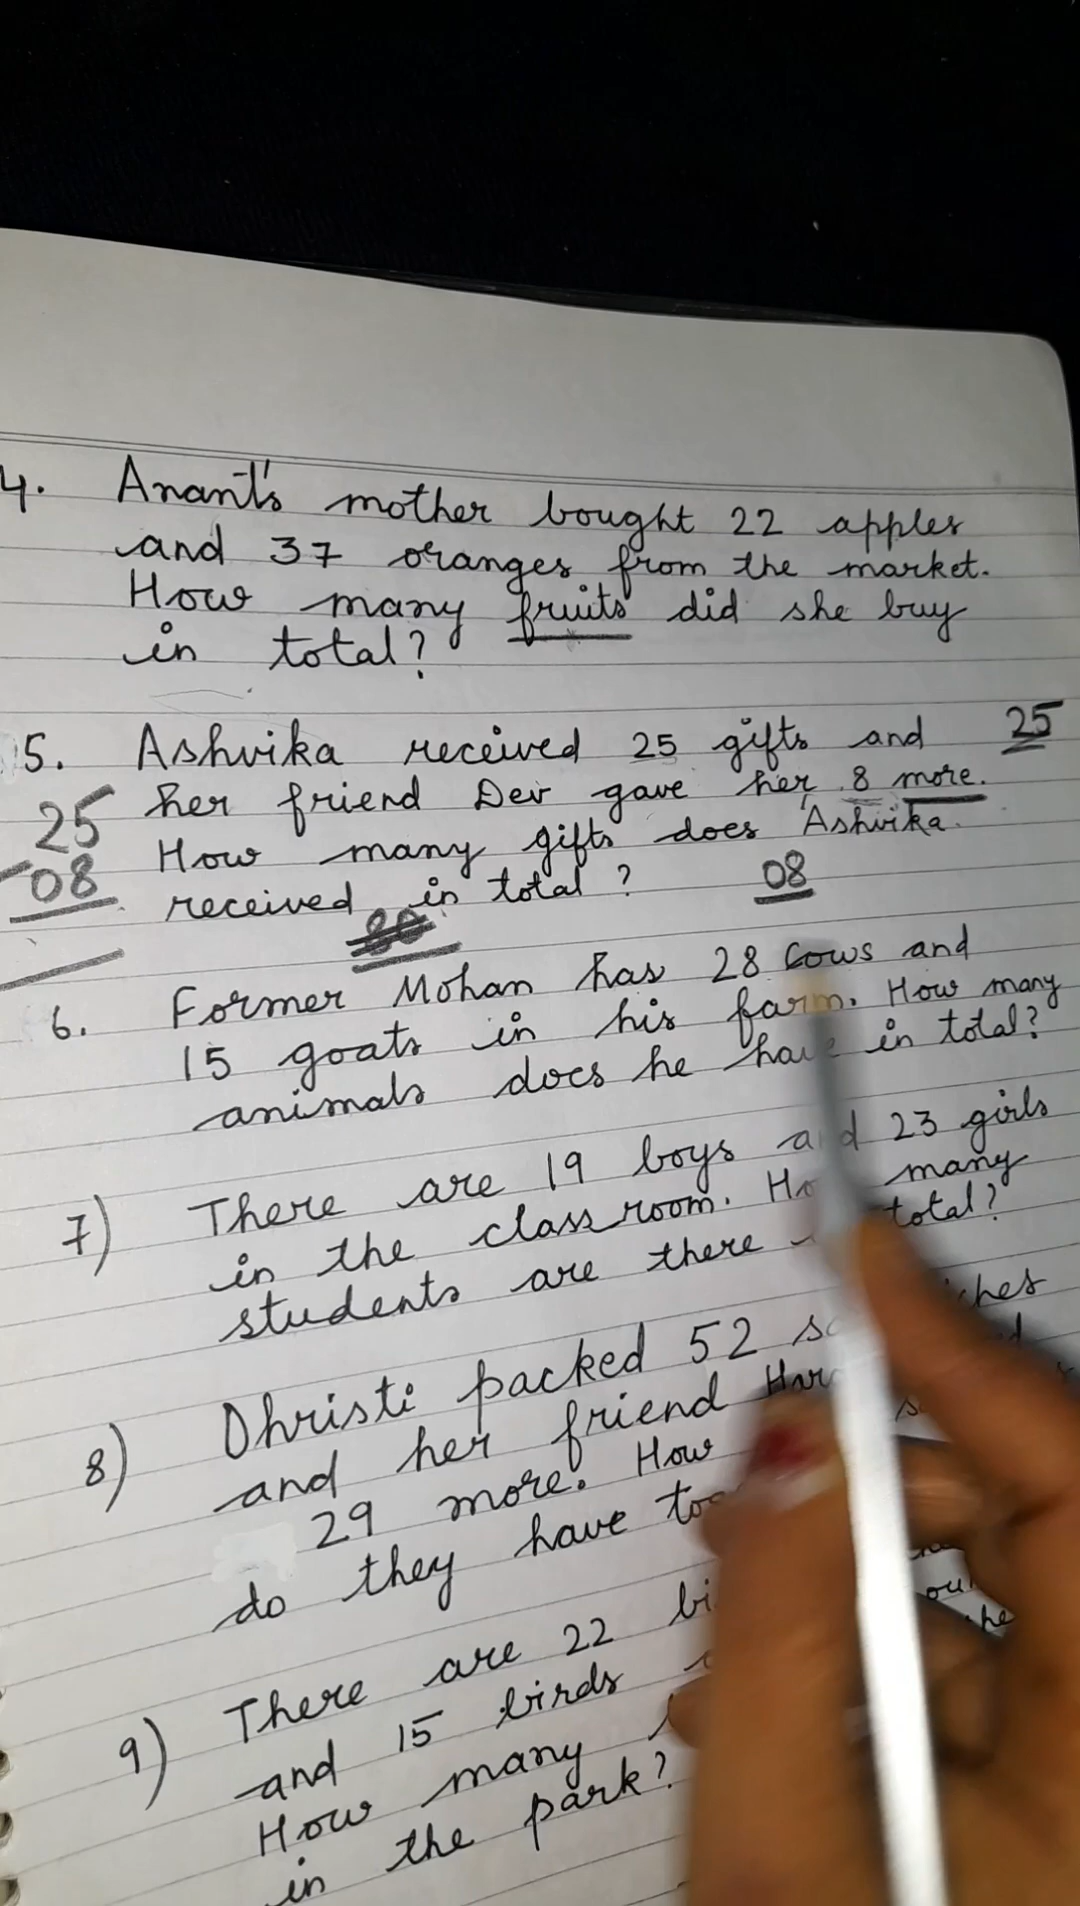 4. Anant's mother bought 22 apples
and 37 oranges from the market.
How many fruits did she buy
in total?
5. Ashvika received 25 gifts and 25
her friend Dev gave her 8 more.
25
How many gifts does Ashvika
-08
received in total? 08
6. Former Mohan has 28 cows and
15 goats in his farm. How many
animals does he have in total?
7) There are 19 boys and 23 girls
in the classroom. many
students are there total?
8) Dhristi packed 52
and her friend
29 more. How
do they have
9) There are 22
and 15 birds
How many
in the park?